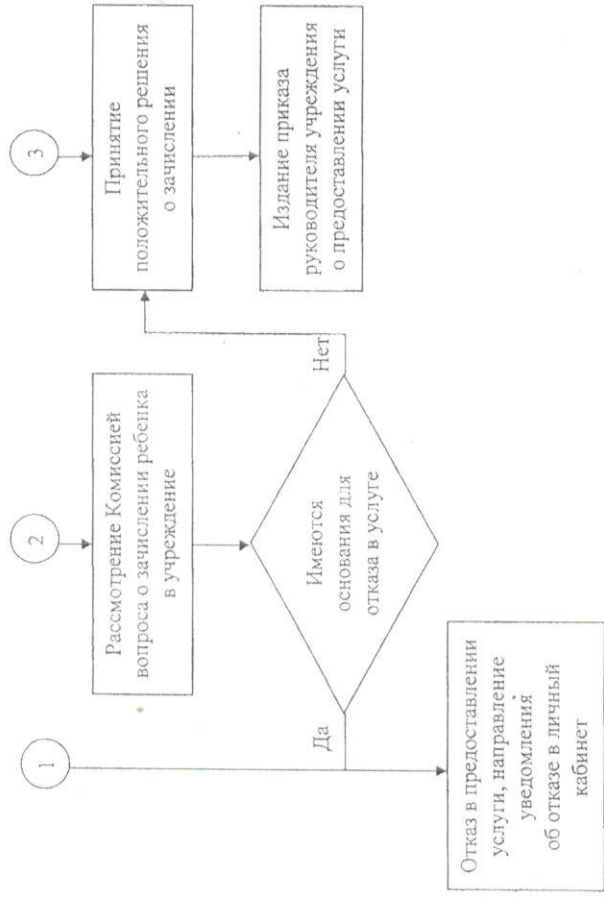 1
2
3
Рассмотрение Комиссией
вопроса о зачислении ребенка
в учреждение
Принятие
положительного решения
о зачислении
Имеются
основания для
отказа в услуге
Да
Нет
Издание приказа
руководителя учреждения
о предоставлении услуги
Отказ в предоставлении
услуги, направление
уведомления
об отказе в личный
кабинет